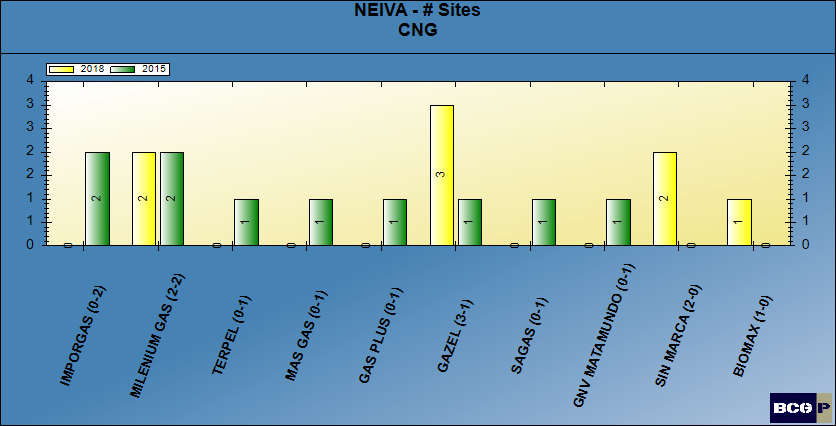 NEIVA - # Sites
CNG
2018 2015
4 4
3 3
3 3
2 2
2 2
1 1
1 1
0 0
0 2 2 2 0 1 0 1 0 1 3 1 0 1 0 1 2 0 1 0
IMPORGAS (0-2)
MILENIUM GAS (2-2)
TERPEL (0-1)
MAS GAS (0-1)
GAS PLUS (0-1)
GAZEL (3-1)
SAGAS (0-1)
GNV MATAMUNDO (0-1)
SIN MARCA (2-0)
BIOMAX (1-0)
BCG P